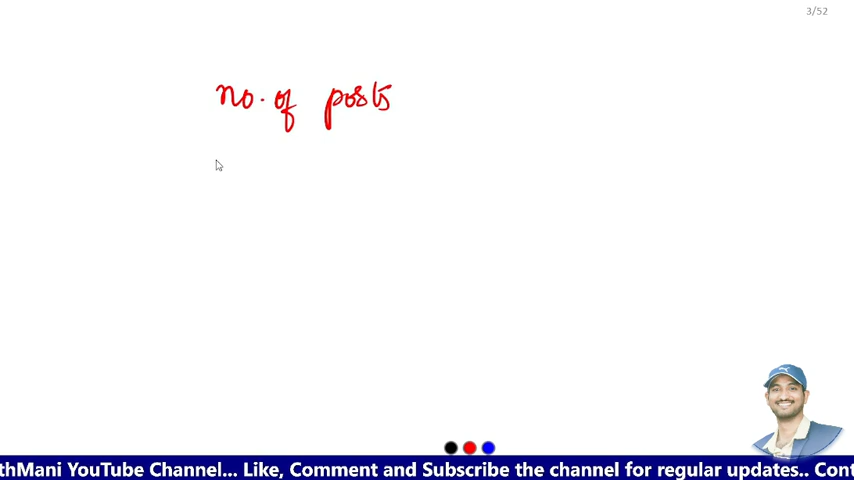 3/52
no. of posts
thMani YouTube Channel... Like, Comment and Subscribe the channel for regular updates.. Cont